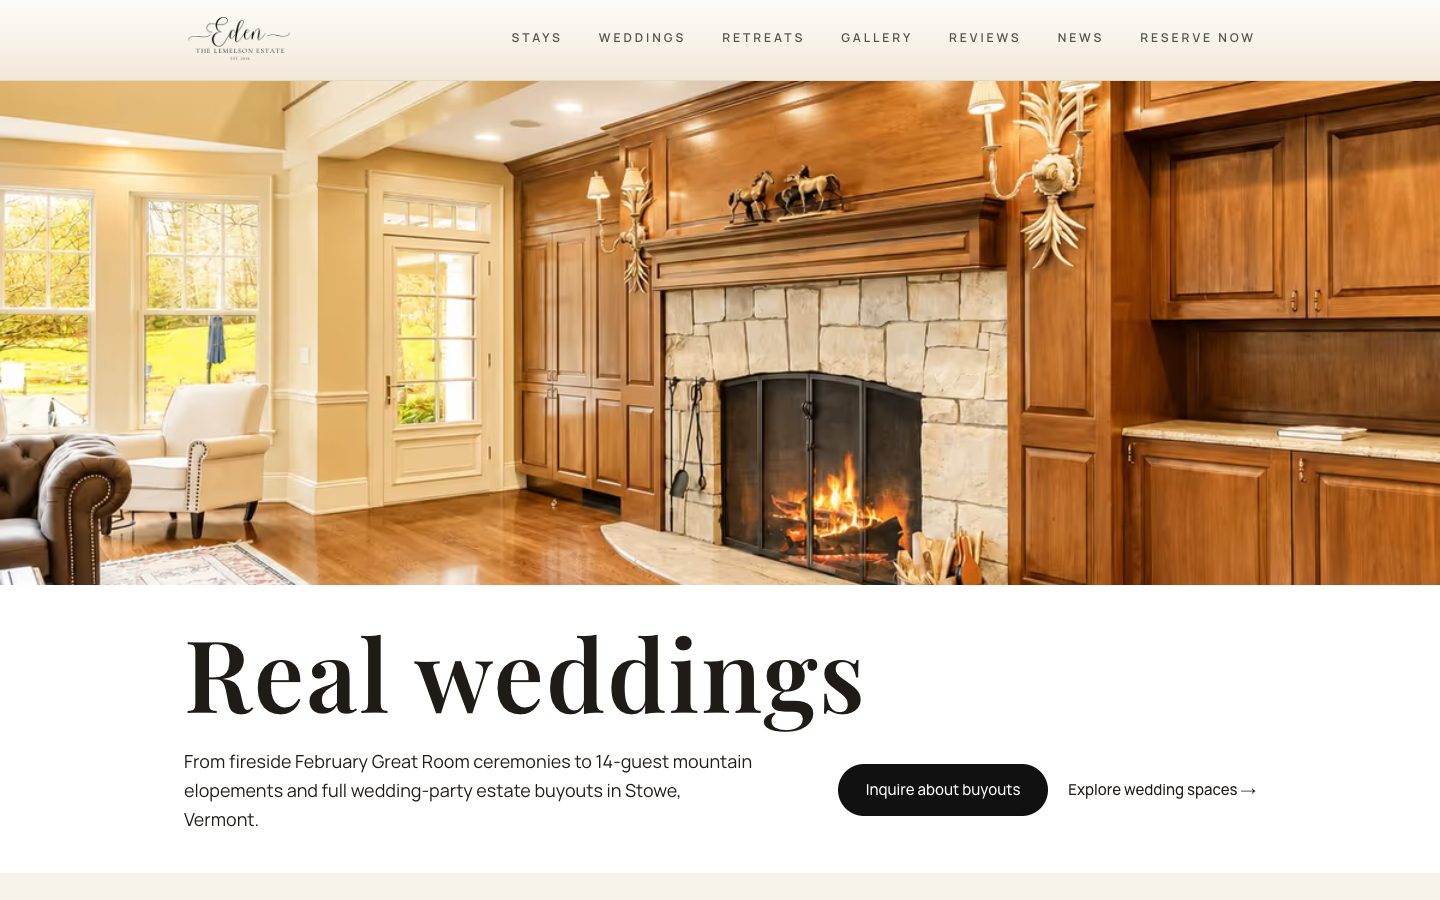 Eden
THE LEMELSON ESTATE
STAYS WEDDINGS RETREATS GALLERY REVIEWS NEWS RESERVE NOW
Real weddings
From fireside February Great Room ceremonies to 14-guest mountain
elopements and full wedding-party estate buyouts in Stowe,
Vermont.
Inquire about buyouts Explore wedding spaces →